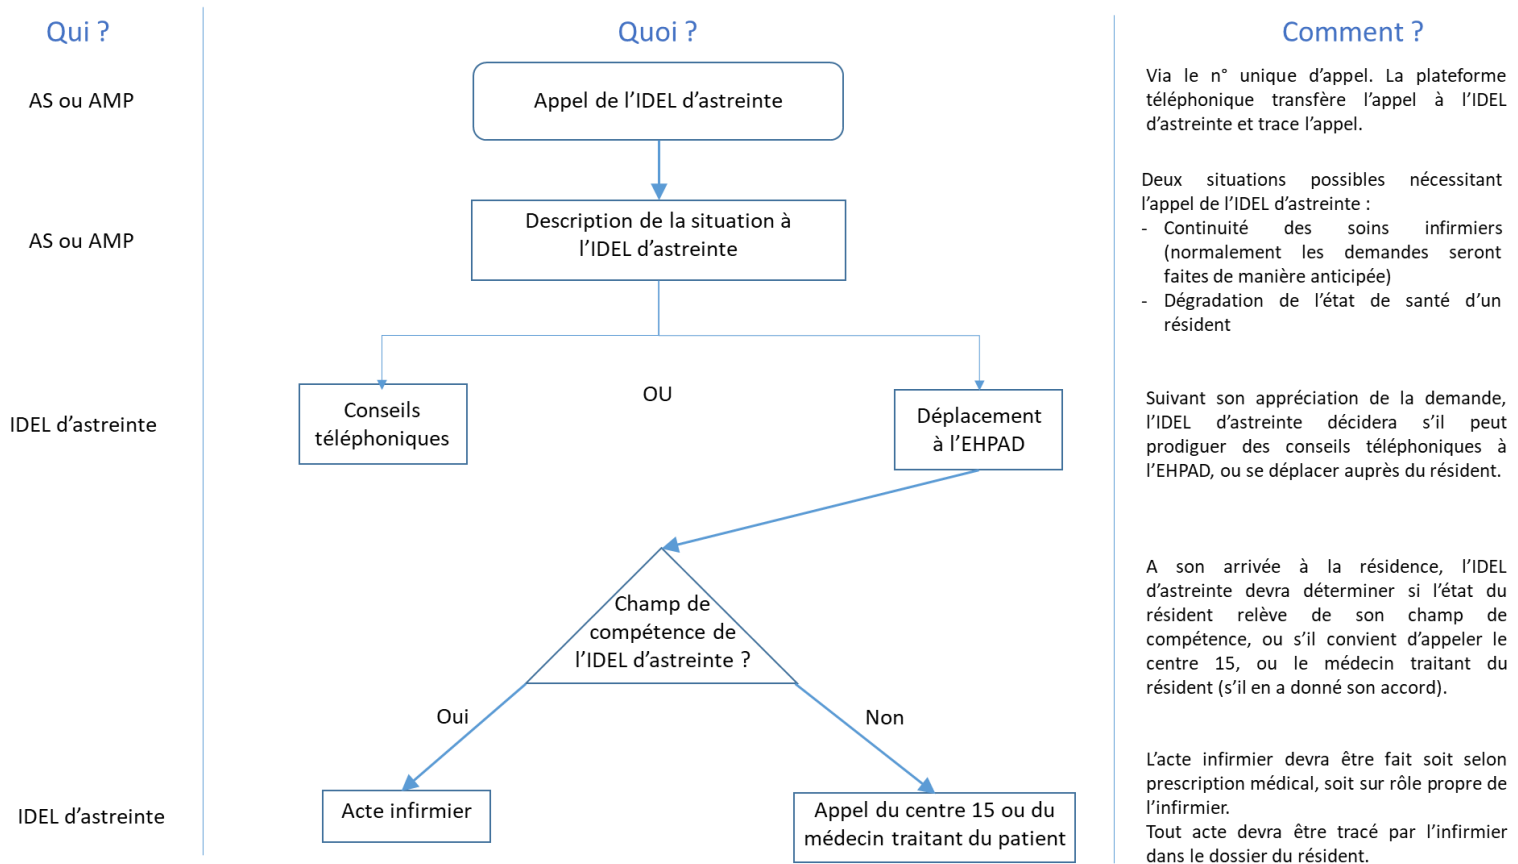 Qui ?
Quoi ?
Comment ?
AS ou AMP
Appel de l’IDEL d’astreinte
Via le n° unique d’appel. La plateforme
téléphonique transfère l’appel à l’IDEL
d’astreinte et trace l’appel.
AS ou AMP
Description de la situation à
l’IDEL d’astreinte
Deux situations possibles nécessitant
l’appel de l’IDEL d’astreinte :
- Continuité des soins infirmiers
(normalement les demandes seront
faites de manière anticipée)
- Dégradation de l’état de santé d’un
résident
IDEL d’astreinte
Conseils
téléphoniques
OU
Déplacement
à l’EHPAD
Suivant son appréciation de la demande,
l’IDEL d’astreinte décidera s’il peut
prodiguer des conseils téléphoniques à
l’EHPAD, ou se déplacer auprès du résident.
Champ de
compétence de
l’IDEL d’astreinte ?
A son arrivée à la résidence, l’IDEL
d’astreinte devra déterminer si l’état du
résident relève de son champ de
compétence, ou s’il convient d’appeler le
centre 15, ou le médecin traitant du
résident (s’il en a donné son accord).
Oui
Non
IDEL d’astreinte
Acte infirmier
Appel du centre 15 ou du
médecin traitant du patient
L’acte infirmier devra être fait soit selon
prescription médical, soit sur rôle propre de
l’infirmier.
Tout acte devra être tracé par l’infirmier
dans le dossier du résident.